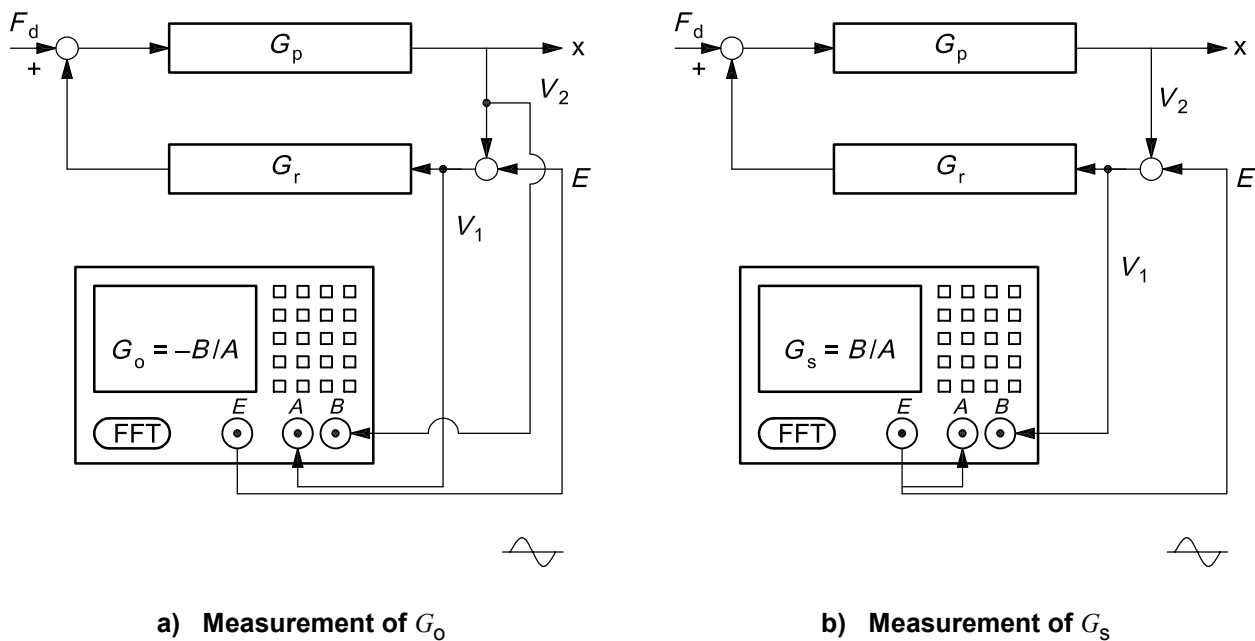 F_d
+
G_p
x
V_2
G_r
E
V_1
G_o = –B/A
E A B
FFT
a) Measurement of G_o
F_d
+
G_p
x
V_2
G_r
E
V_1
G_s = B/A
E A B
FFT
b) Measurement of G_s